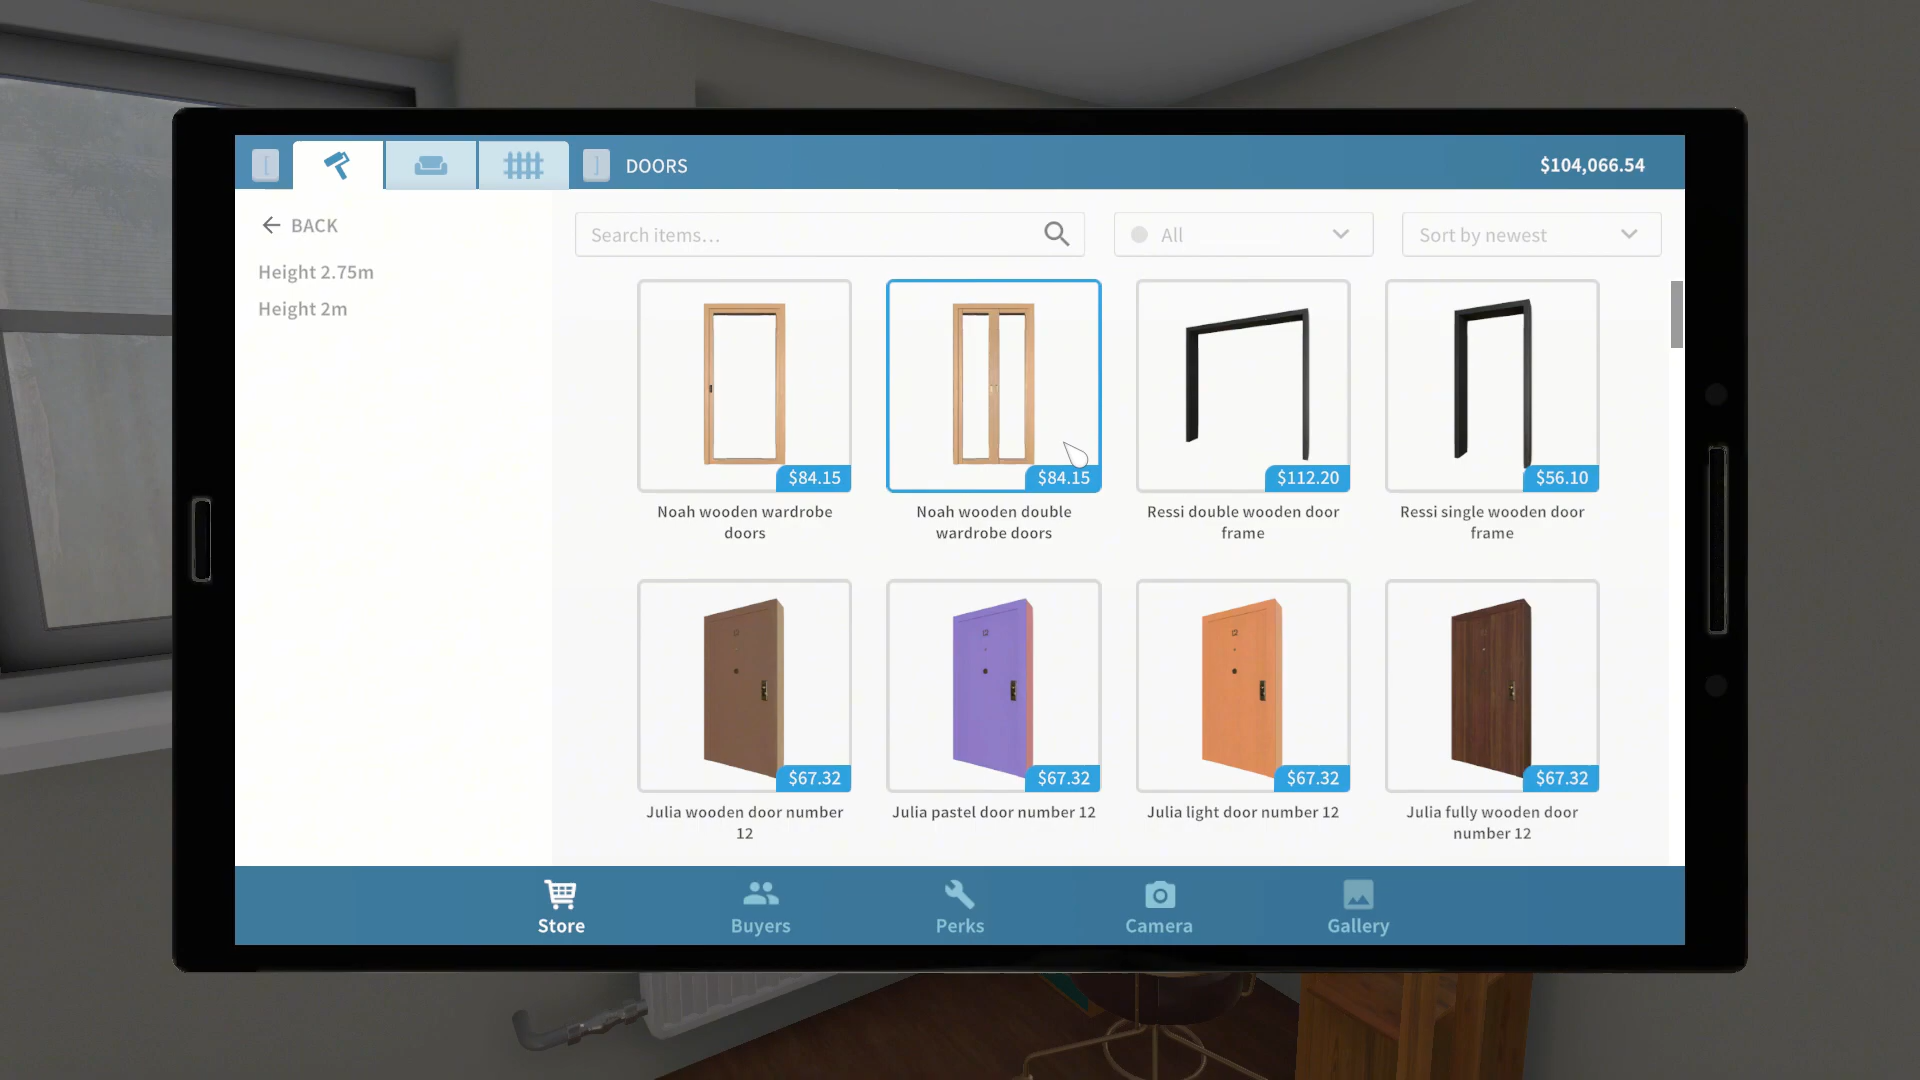 [
]
DOORS
$104,066.54
BACK
Height 2.75m
Height 2m
Search items...
All
Sort by newest
$84.15
$84.15
$112.20
$56.10
Noah wooden wardrobe
doors
Noah wooden double
wardrobe doors
Ressi double wooden door
frame
Ressi single wooden door
frame
12
12
12
$67.32
$67.32
$67.32
$67.32
Julia wooden door number
12
Julia pastel door number 12
Julia light door number 12
Julia fully wooden door
number 12
Store
Buyers
Perks
Camera
Gallery